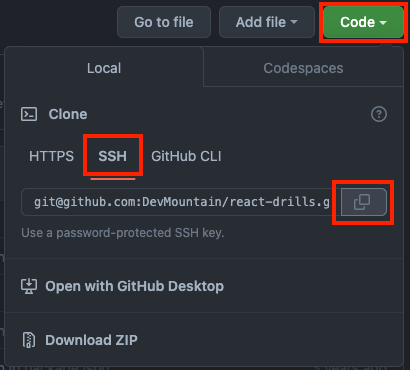 Go to file Add file Code
Local Codespaces
Clone
HTTPS SSH GitHub CLI
git@github.com:DevMountain/react-drills.g
Use a password-protected SSH key.
Open with GitHub Desktop
Download ZIP